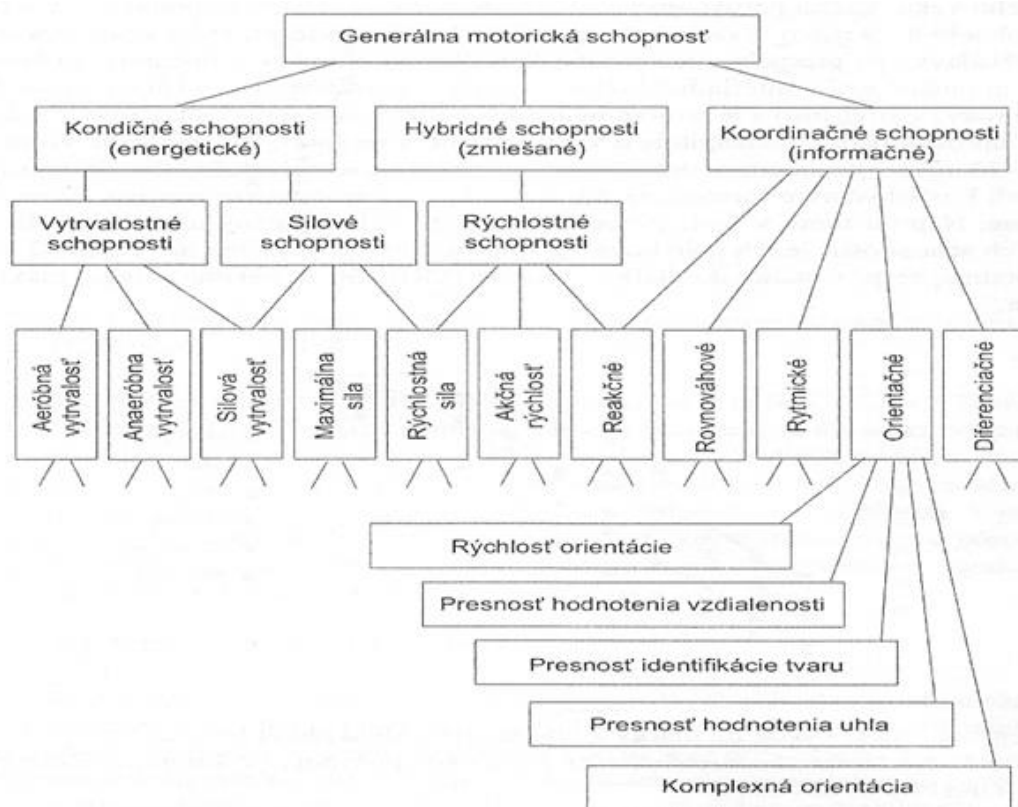 Generálna motorická schopnosť
Kondičné schopnosti
(energetické)
Hybridné schopnosti
(zmiešané)
Koordinačné schopnosti
(informačné)
Vytrvalostné
schopnosti
Silové
schopnosti
Rýchlostné
schopnosti
Aeróbná
vytrvalosť
Anaeróbna
vytrvalosť
Silová
vytrvalosť
Maximálna
sila
Rýchlostná
sila
Akčná
rýchlosť
Reakčné
Rovnováhové
Rytmické
Orientačné
Diferenciačné
Rýchlosť orientácie
Presnosť hodnotenia vzdialenosti
Presnosť identifikácie tvaru
Presnosť hodnotenia uhla
Komplexná orientácia